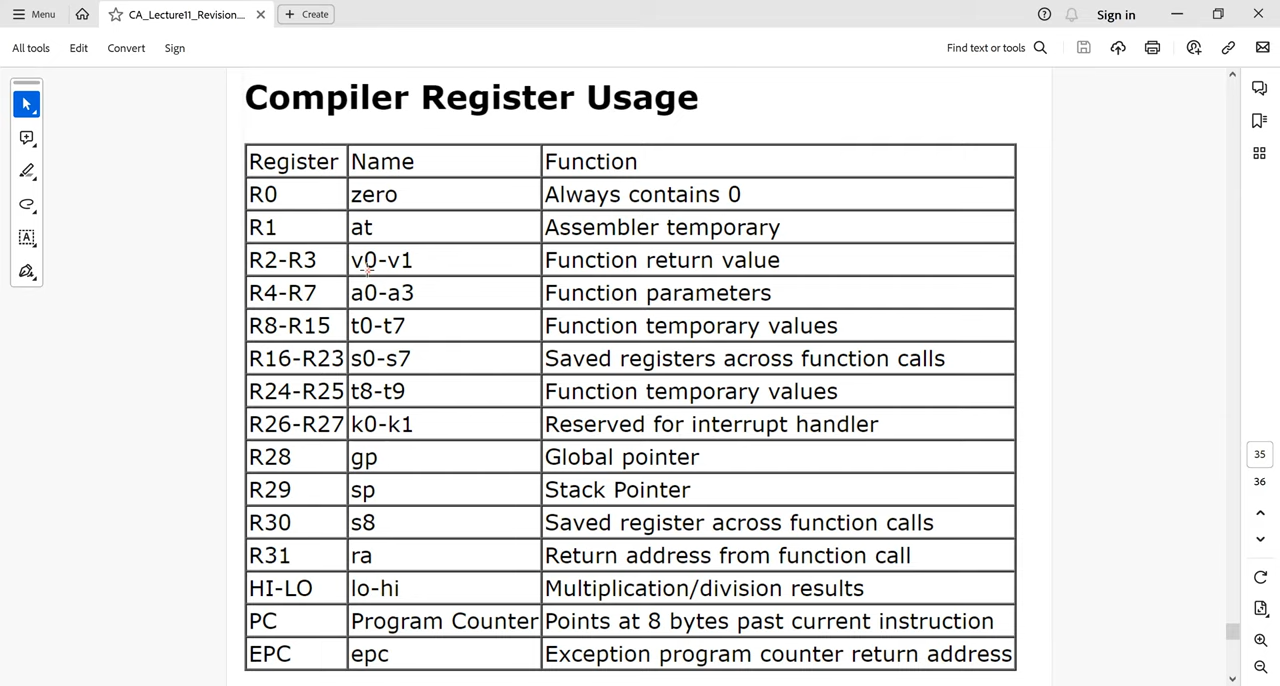 Menu
CA_Lecture11_Revision...
Create
Sign in
All tools
Edit
Convert
Sign
Find text or tools
Compiler Register Usage
Register Name Function
R0 zero Always contains 0
R1 at Assembler temporary
R2-R3 v0-v1 Function return value
R4-R7 a0-a3 Function parameters
R8-R15 t0-t7 Function temporary values
R16-R23 s0-s7 Saved registers across function calls
R24-R25 t8-t9 Function temporary values
R26-R27 k0-k1 Reserved for interrupt handler
R28 gp Global pointer
R29 sp Stack Pointer
R30 s8 Saved register across function calls
R31 ra Return address from function call
HI-LO lo-hi Multiplication/division results
PC Program Counter Points at 8 bytes past current instruction
EPC epc Exception program counter return address
35
36